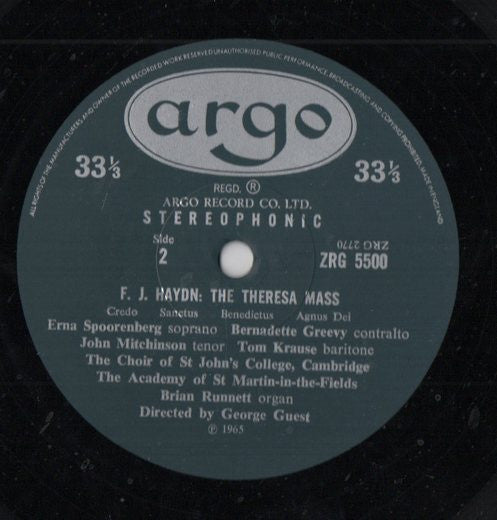 ALL RIGHTS OF THE MANUFACTURERS AND OWNER OF THE RECORDED WORK RESERVED UNAUTHORISED PUBLIC PERFORMANCE, BROADCASTING AND COPYING PROHIBITED. MADE IN ENGLAND
argo
33⅓ 33⅓
REGD. ®
ARGO RECORD CO. LTD.
STEREOPHONIC
Side
2
ZRG 2770
ZRG 5500
F. J. HAYDN: THE THERESA MASS
Credo Sanctus Benedictus Agnus Dei
Erna Spoorenberg soprano Bernadette Greevy contralto
John Mitchinson tenor Tom Krause baritone
The Choir of St John's College, Cambridge
The Academy of St Martin-in-the-Fields
Brian Runnett organ
Directed by George Guest
℗ 1965